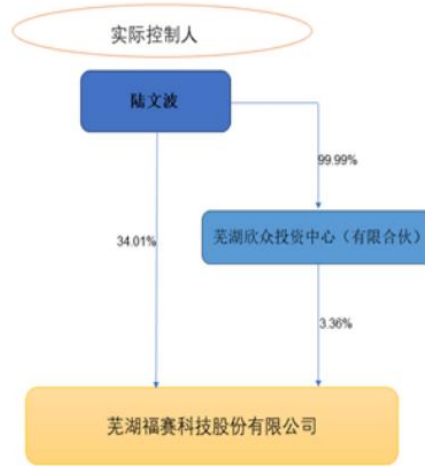 实际控制人
陆文波
99.99%
34.01%
芜湖欣众投资中心（有限合伙）
3.36%
芜湖福赛科技股份有限公司